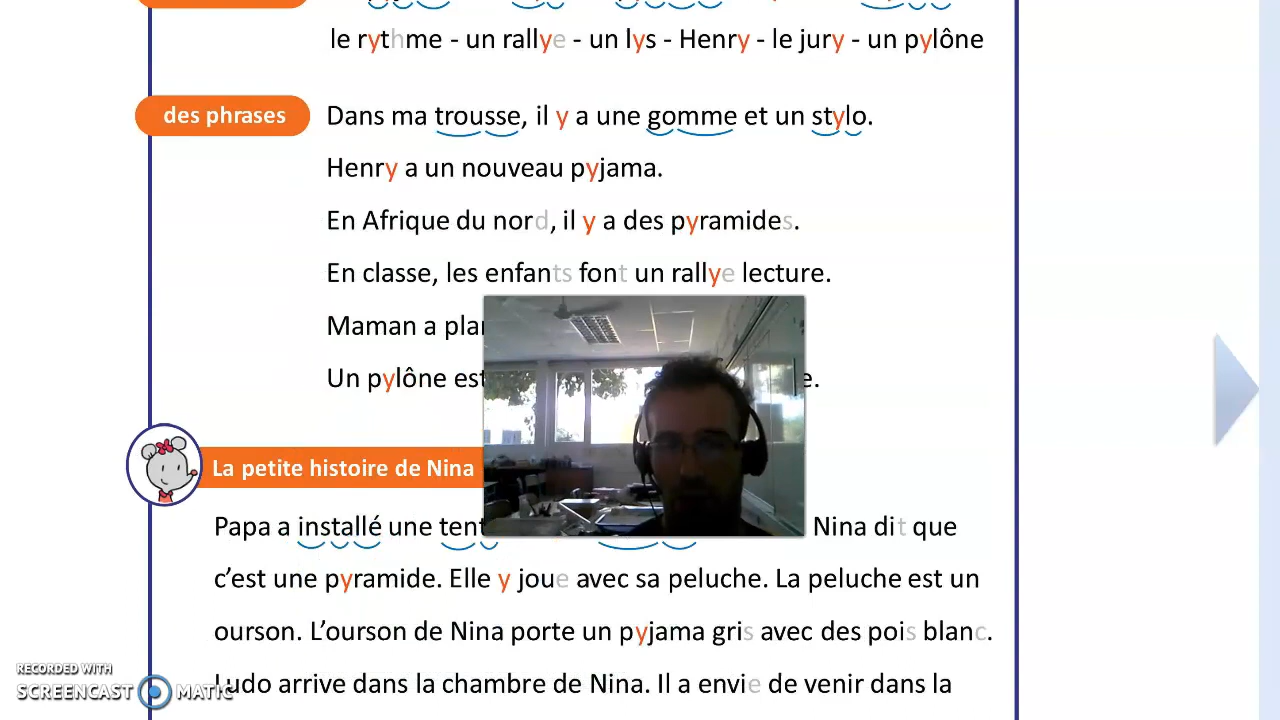 le rythme - un rallye - un lys - Henry - le jury - un pylône
des phrases
Dans ma trousse, il y a une gomme et un stylo.
Henry a un nouveau pyjama.
En Afrique du nord, il y a des pyramides.
En classe, les enfants font un rallye lecture.
Maman a
Un pylône
La petite histoire de Nina
Papa a installé une Nina dit que
c'est une pyramide. Elle y joue avec sa peluche. La peluche est un
ourson. L'ourson de Nina porte un pyjama gris avec des pois blanc.
Ludo arrive dans la chambre de Nina. Il a envie de venir dans la
RECORDED WITH
SCREENCAST MATIC